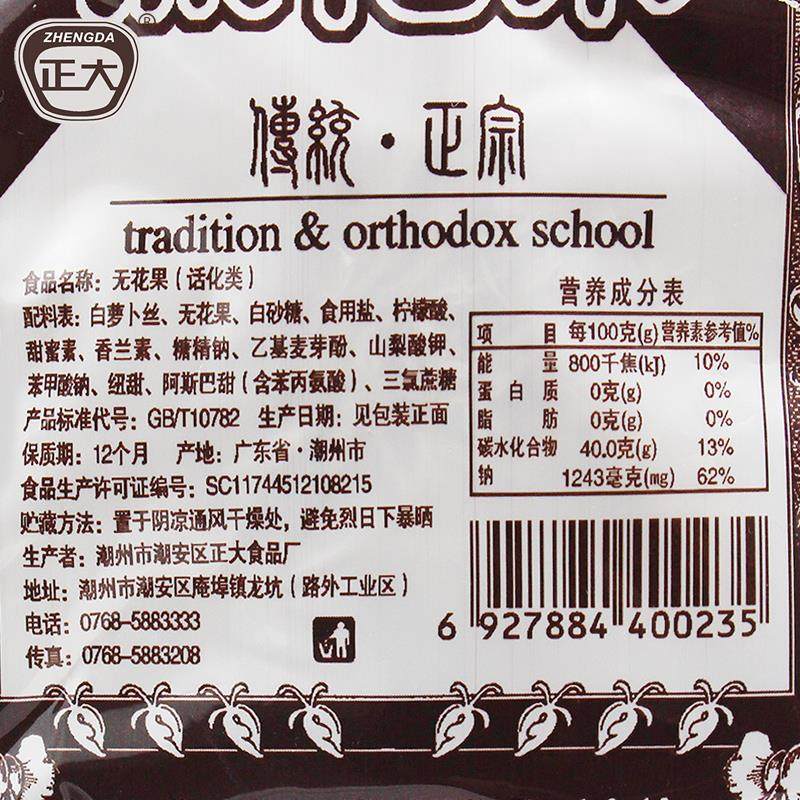 ZHENGDA
正大
®
傳統·正宗
tradition & orthodox school
食品名称：无花果（话化类）
配料表：白萝卜丝、无花果、白砂糖、食用盐、柠檬酸、
甜蜜素、香兰素、糖精钠、乙基麦芽酚、山梨酸钾、
苯甲酸钠、纽甜、阿斯巴甜（含苯丙氨酸）、三氯蔗糖
产品标准代号：GB/T10782 生产日期：见包装正面
保质期：12个月 产地：广东省·潮州市
食品生产许可证编号：SC11744512108215
贮藏方法：置于阴凉通风干燥处，避免烈日下暴晒
生产者：潮州市潮安区正大食品厂
地址：潮州市潮安区庵埠镇龙坑（路外工业区）
电话：0768-5883333
传真：0768-5883208
营养成分表
项 目 每100克(g) 营养素参考值%
能 量 800千焦(kJ) 10%
蛋白质 0克(g) 0%
脂 肪 0克(g) 0%
碳水化合物 40.0克(g) 13%
钠 1243毫克(mg) 62%
6 927884 400235